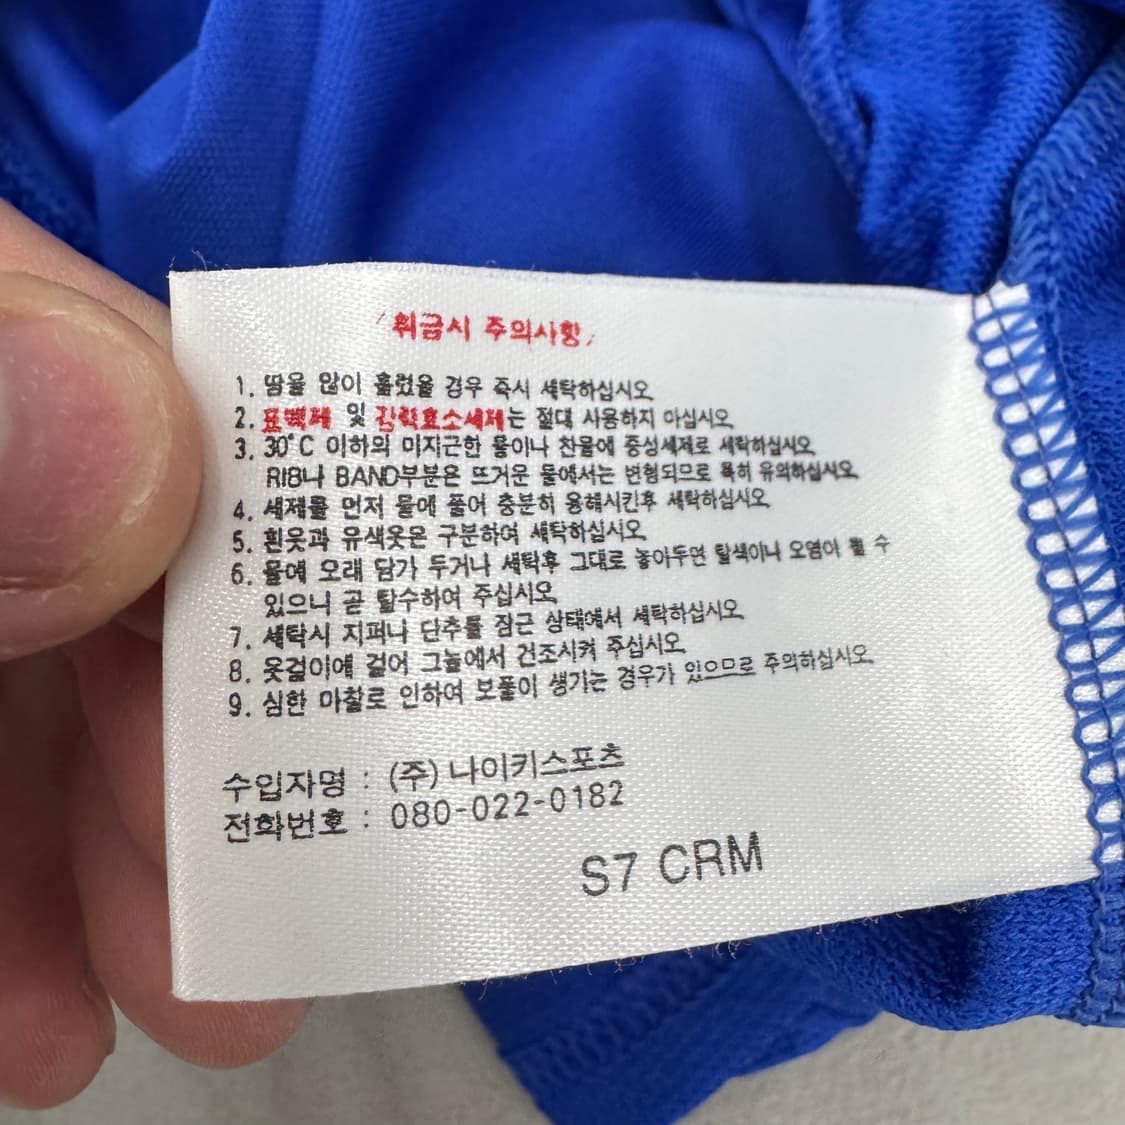 취급시 주의사항
1. 땀을 많이 흘렸을 경우 즉시 세탁하십시오
2. 표백제 및 강력효소세제는 절대 사용하지 마십시오
3. 30°C 이하의 미지근한 물이나 찬물에 중성세제로 세탁하십시오
RIB나 BAND부분은 뜨거운 물에서는 변형되므로 특히 유의하십시오
4. 세제를 먼저 물에 풀어 충분히 용해시킨후 세탁하십시오
5. 흰옷과 유색옷은 구분하여 세탁하십시오
6. 물에 오래 담가 두거나 세탁후 그대로 놓아두면 탈색이나 오염이 될 수
있으니 곧 탈수하여 주십시오
7. 세탁시 지퍼나 단추를 잠근 상태에서 세탁하십시오
8. 옷걸이에 걸어 그늘에서 건조시켜 주십시오
9. 심한 마찰로 인하여 보풀이 생기는 경우가 있으므로 주의하십시오
수입자명 : (주) 나이키스포츠
전화번호 : 080-022-0182
S7 CRM